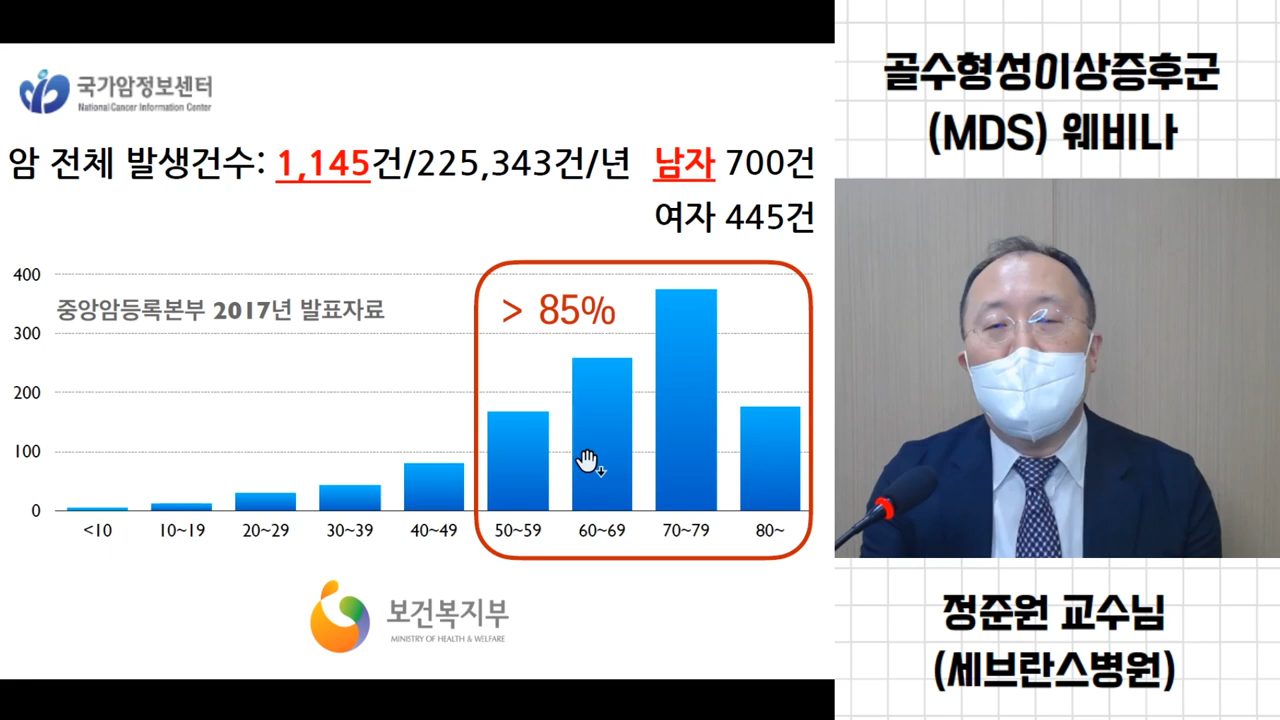 국가암정보센터
National Cancer Information Center
암 전체 발생건수: 1,145건/225,343건/년 남자 700건
여자 445건
400
300
200
100
0
중앙암등록본부 2017년 발표자료
> 85%
<10 10~19 20~29 30~39 40~49 50~59 60~69 70~79 80~
보건복지부
MINISTRY OF HEALTH & WELFARE
골수형성이상증후군
(MDS) 웨비나
정준원 교수님
(세브란스병원)